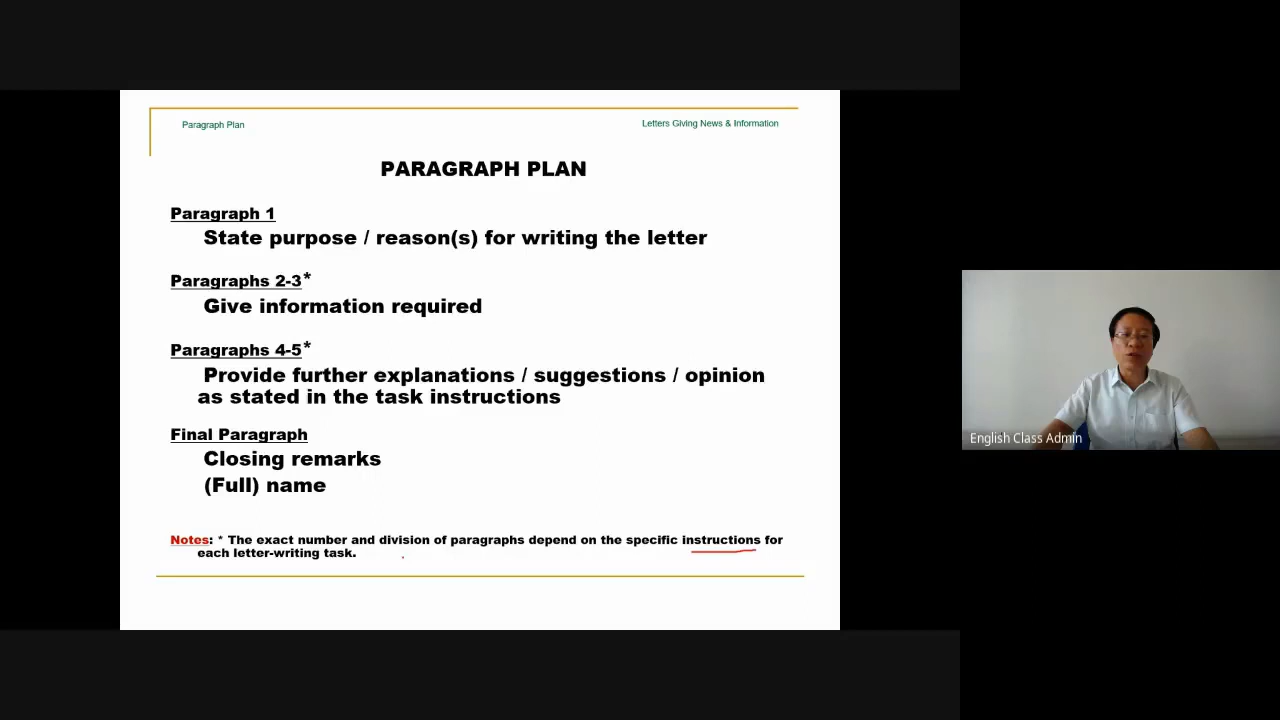 Paragraph Plan
Letters Giving News & Information
PARAGRAPH PLAN
Paragraph 1
State purpose / reason(s) for writing the letter
Paragraphs 2-3*
Give information required
Paragraphs 4-5*
Provide further explanations / suggestions / opinion
as stated in the task instructions
Final Paragraph
Closing remarks
(Full) name
Notes: * The exact number and division of paragraphs depend on the specific instructions for
each letter-writing task.
English Class Admin